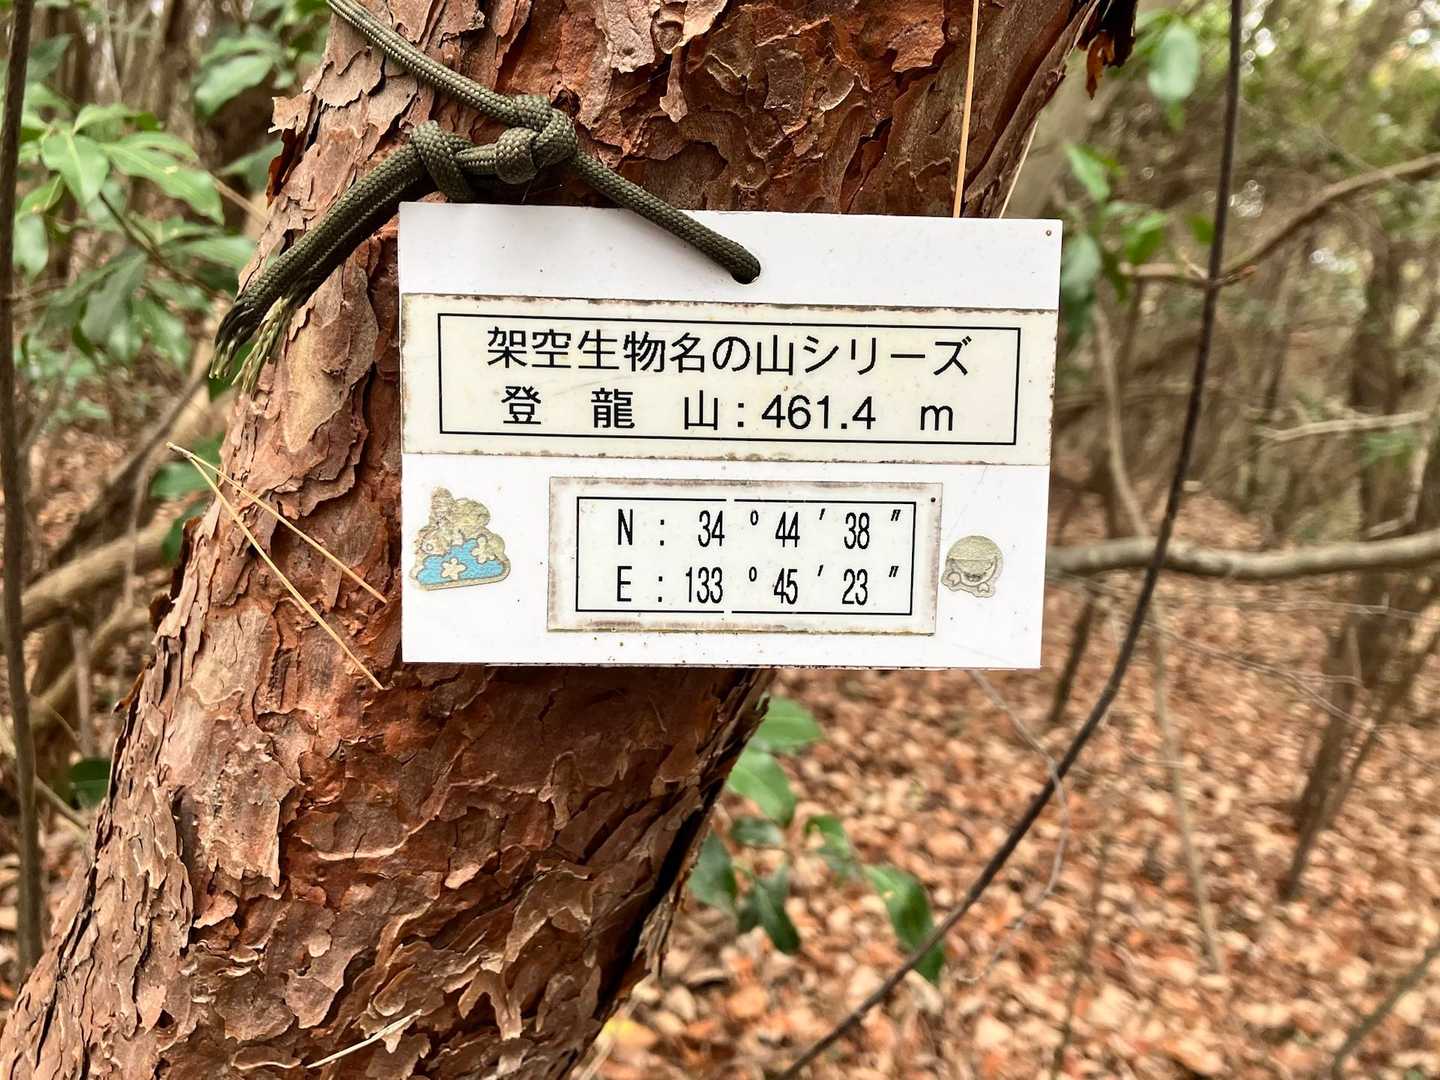 架空生物名の山シリーズ
登　龍　山：461.4　m
N : 34 ° 44 ′ 38 ″
E : 133 ° 45 ′ 23 ″